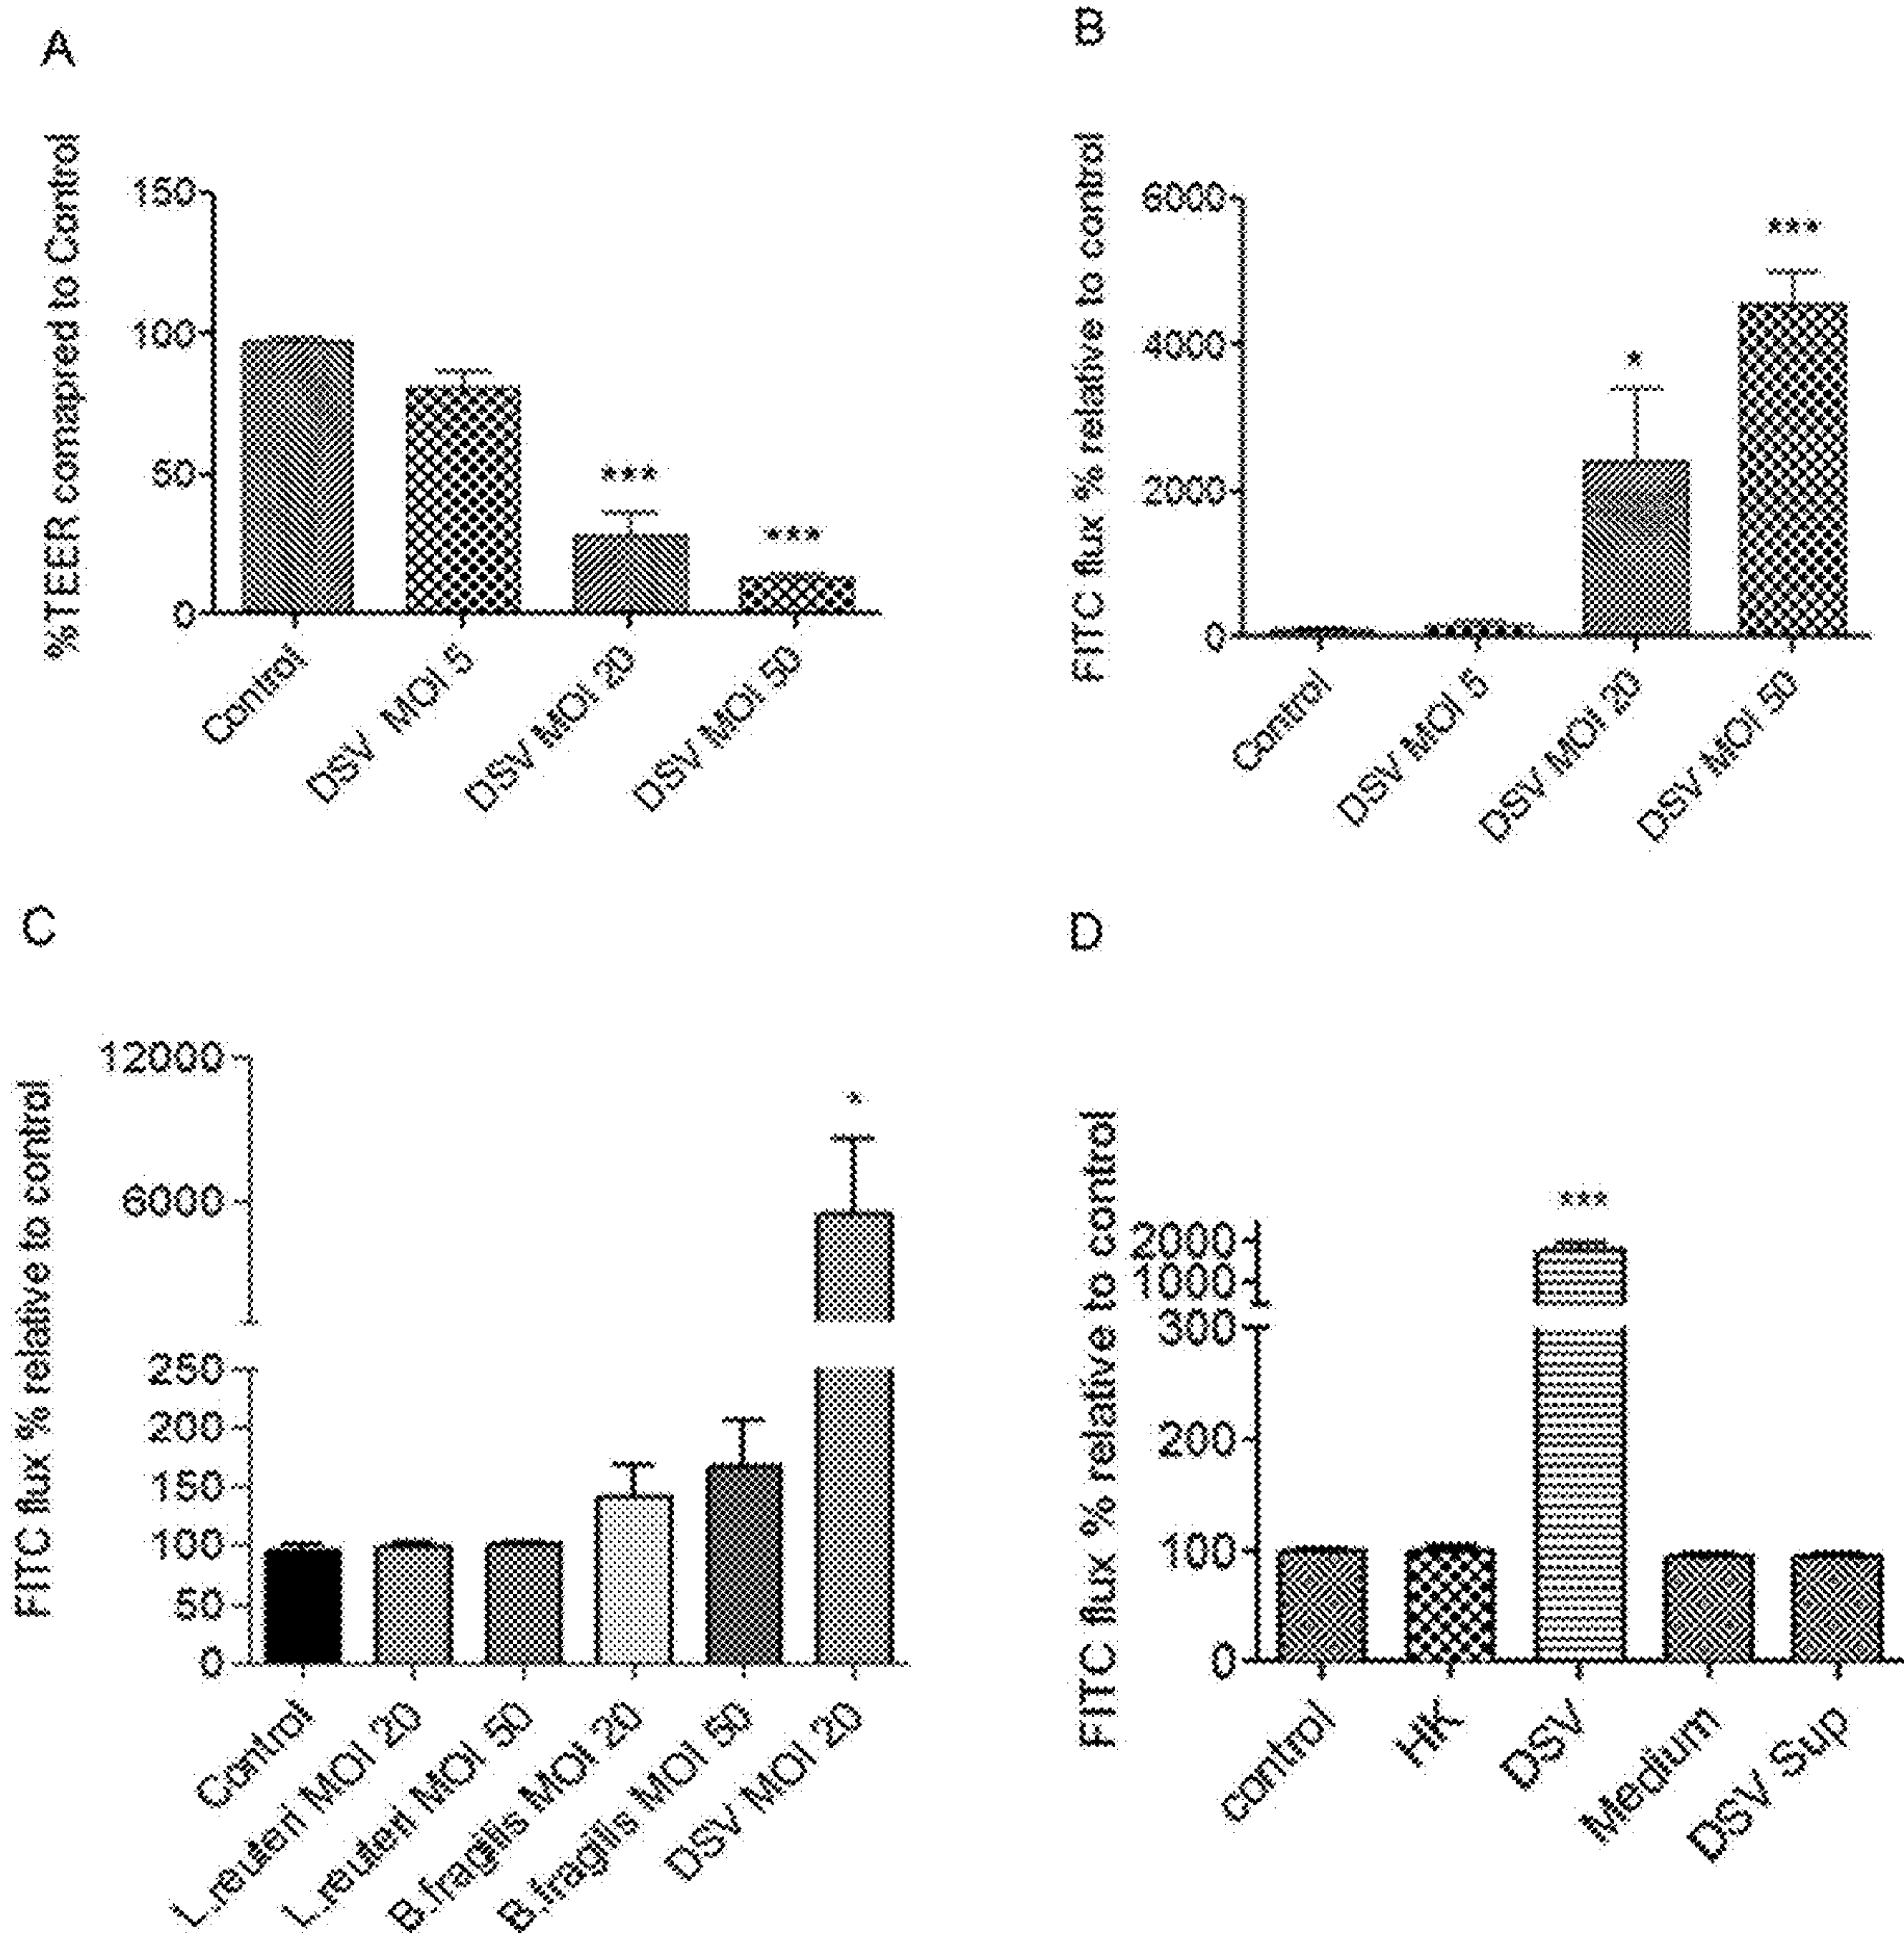 A
%TEER comapred to Control
150
100
50
0
***
***
Control
DSV MOI 5
DSV MOI 20
DSV MOI 50
B
FITC flux % relative to control
6000
4000
2000
0
*
***
Control
DSV MOI 5
DSV MOI 20
DSV MOI 50
C
FITC flux % relative to control
12000
6000
250
200
150
100
50
0
*
Control
L.reuteri MOI 20
L.reuteri MOI 50
B.fragilis MOI 20
B.fragilis MOI 50
DSV MOI 20
D
FITC flux % relative to control
2000
1000
300
200
100
0
***
control
HK
DSV
Medium
DSV Sup